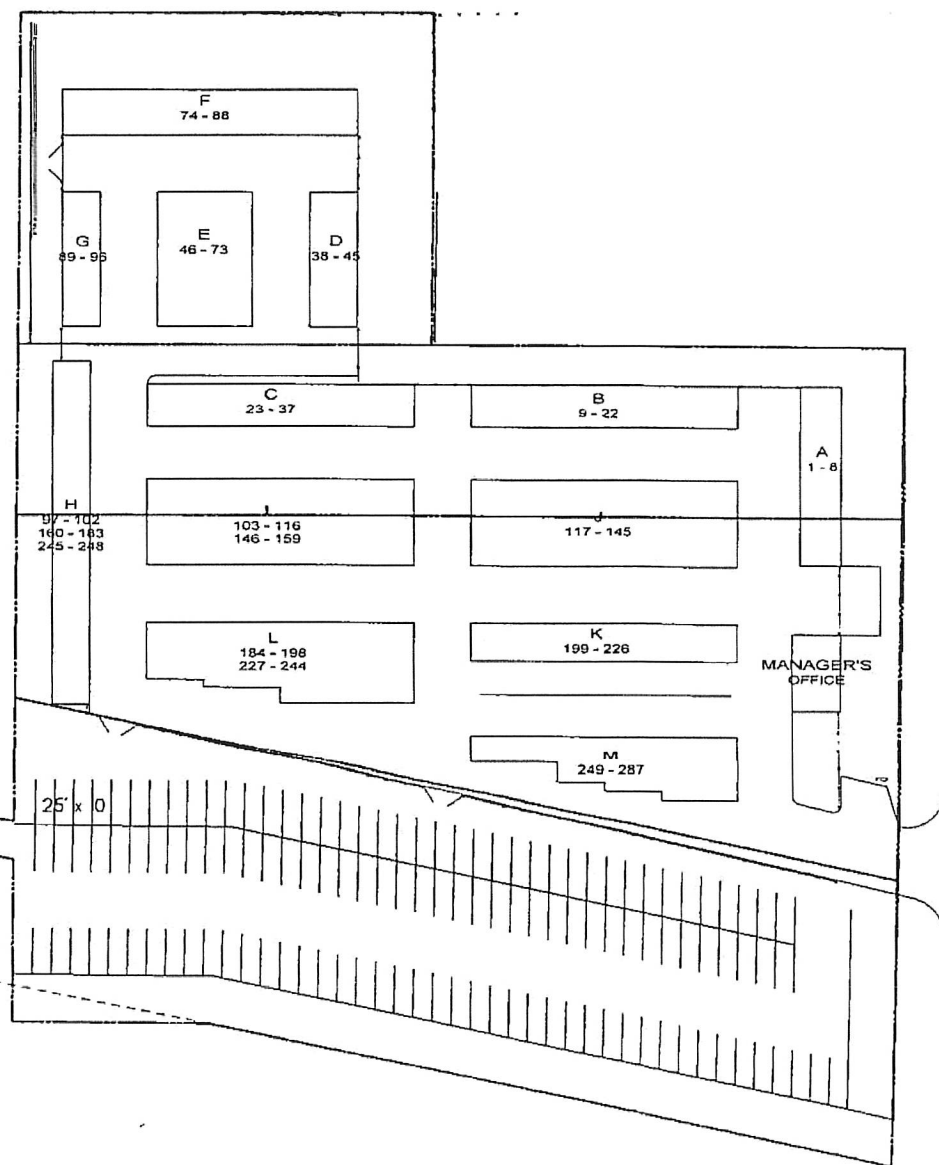 F
74 - 88
G
89 - 96
E
46 - 73
D
38 - 45
C
23 - 37
B
9 - 22
A
1 - 8
H
97 - 102
160 - 183
245 - 248
I
103 - 116
146 - 159
J
117 - 145
L
184 - 198
227 - 244
K
199 - 226
MANAGER'S
OFFICE
M
249 - 287
25' x